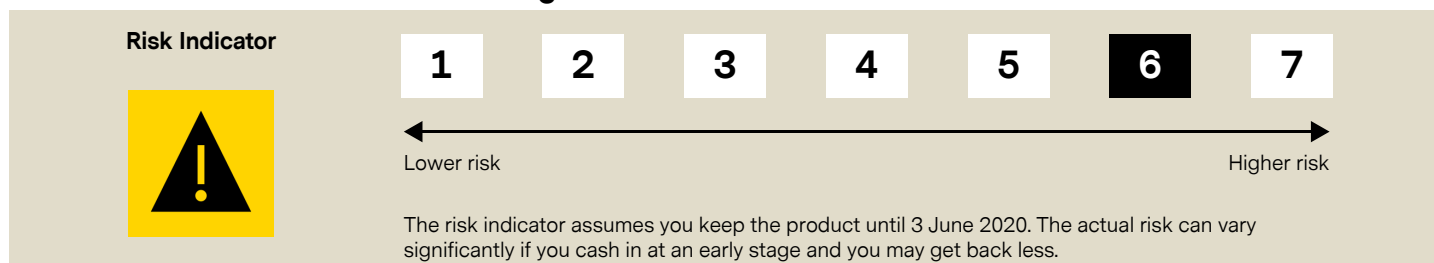 Risk Indicator
1 2 3 4 5 6 7
Lower risk Higher risk
The risk indicator assumes you keep the product until 3 June 2020. The actual risk can vary
significantly if you cash in at an early stage and you may get back less.